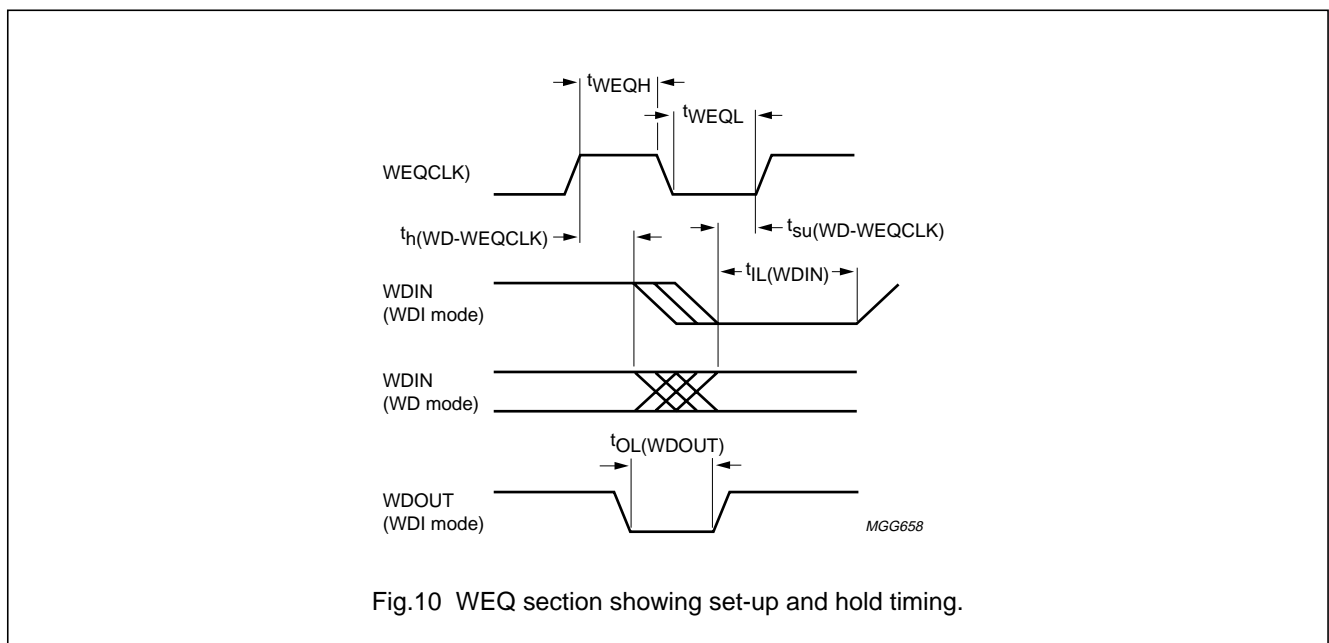 tWEQH
tWEQL
WEQCLK)
th(WD-WEQCLK)
tsu(WD-WEQCLK)
tIL(WDIN)
WDIN
(WDI mode)
WDIN
(WD mode)
tOL(WDOUT)
WDOUT
(WDI mode)
MGG658
Fig.10 WEQ section showing set-up and hold timing.